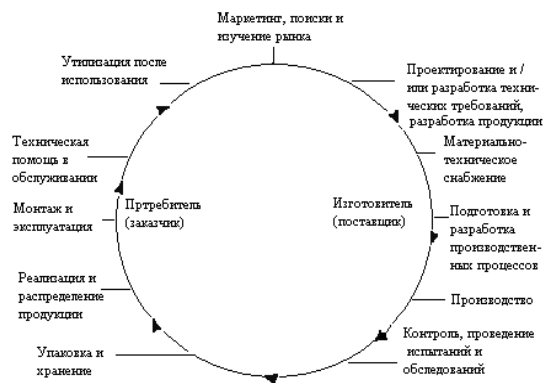 Маркетинг, поиски и
изучение рынка
Проектирование и /
или разработка техни-
ческих требований,
разработка продукции
Материально-
техническое
снабжение
Подготовка и
разработка
производствен-
ных процессов
Производство
Контроль, проведение
испытаний и
обследований
Упаковка и
хранение
Реализация и
распределение
продукции
Монтаж и
эксплуатация
Техническая
помощь в
обслуживании
Утилизация после
использования
Пртребитель
(заказчик)
Изготовитель
(поставщик)